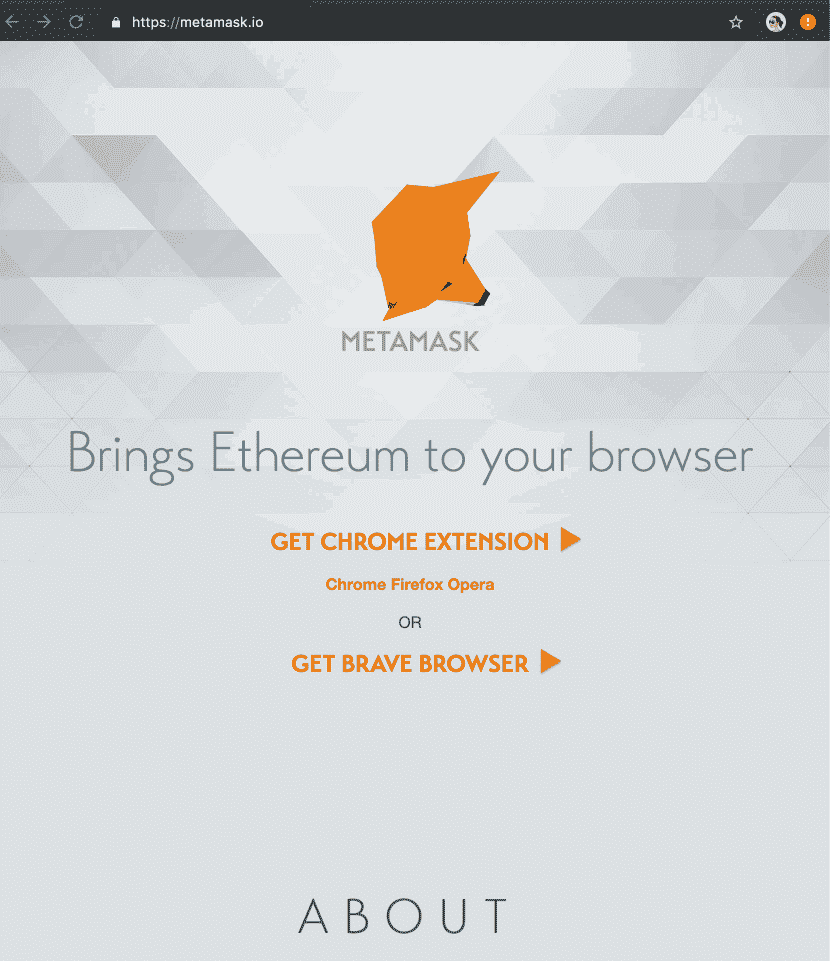 https://metamask.io
METAMASK
Brings Ethereum to your browser
GET CHROME EXTENSION
Chrome Firefox Opera
OR
GET BRAVE BROWSER
ABOUT